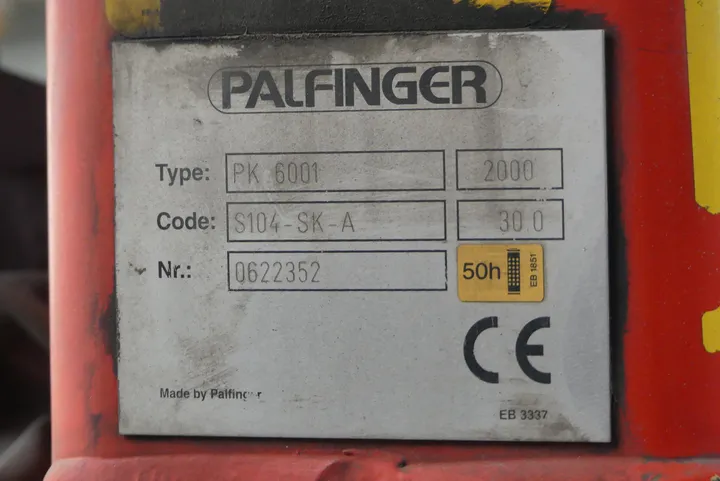 PALFINGER
Type: PK 6001 2000
Code: S104-SK-A 30 0
Nr.: 0622352
50h EB 1851
CE
Made by Palfinger
EB 3337